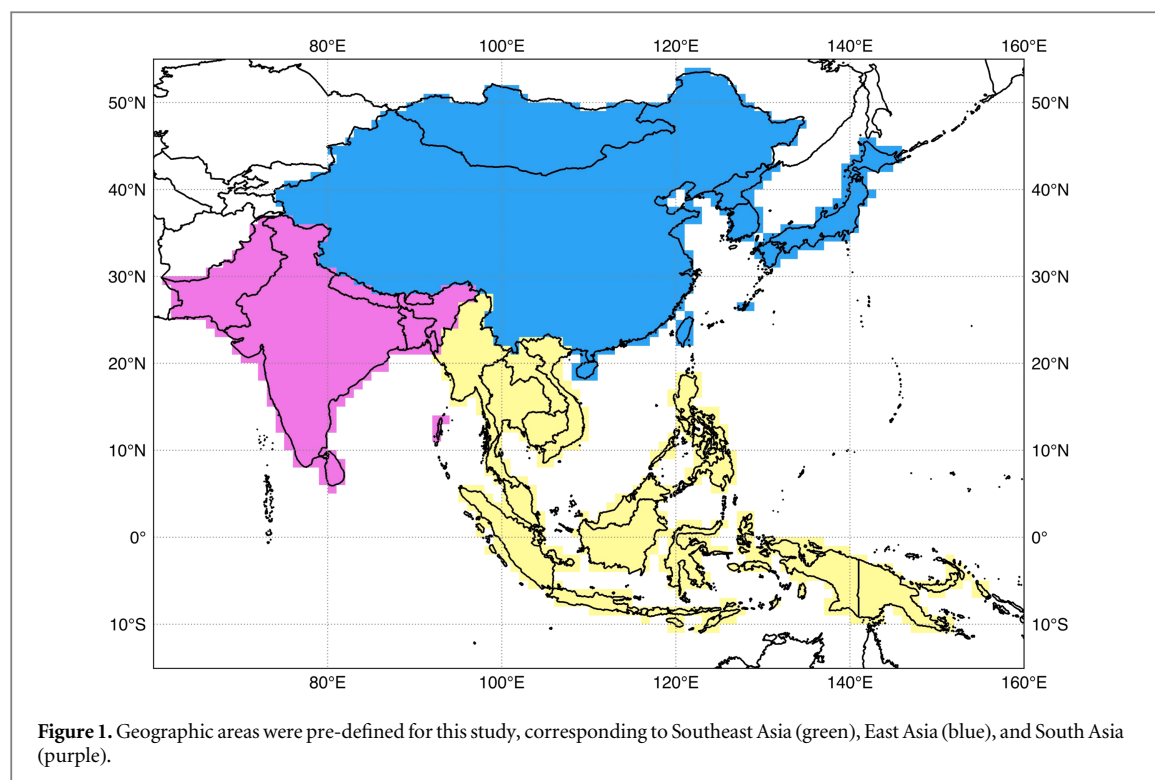 80°E 100°E 120°E 140°E 160°E
50°N 50°N
40°N 40°N
30°N 30°N
20°N 20°N
10°N 10°N
0° 0°
10°S 10°S
80°E 100°E 120°E 140°E 160°E
Figure 1. Geographic areas were pre-defined for this study, corresponding to Southeast Asia (green), East Asia (blue), and South Asia
(purple).